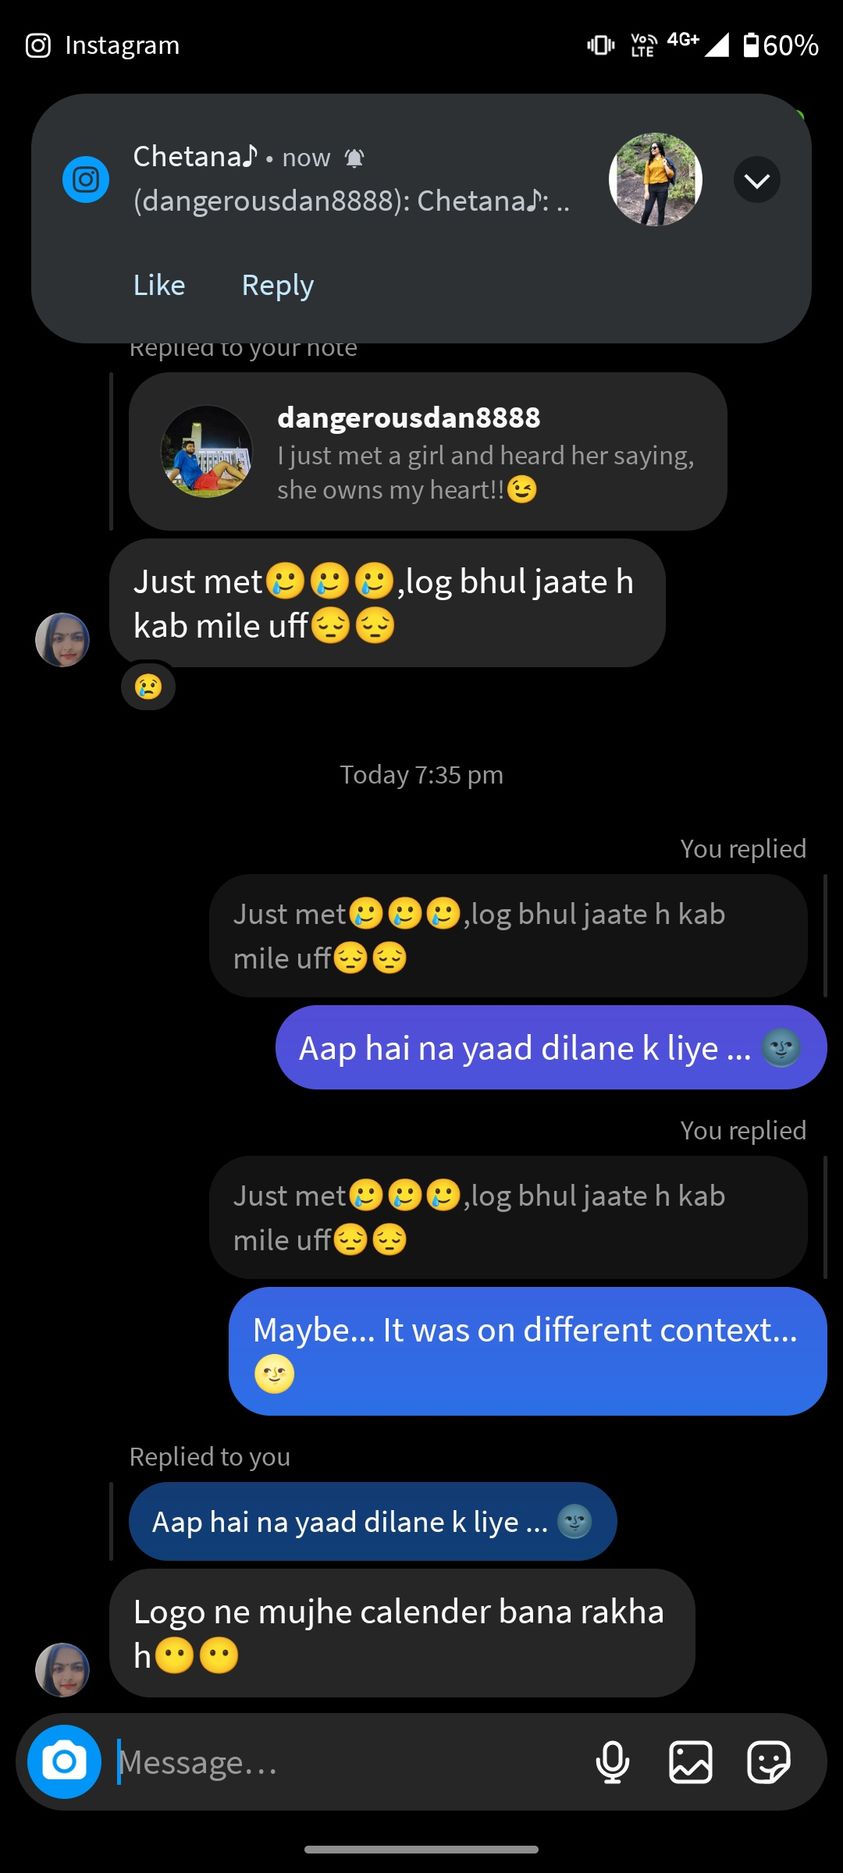 Instagram
Vo LTE 4G+ 60%
Chetana♪ • now
(dangerousdan8888): Chetana♪: ..
Like Reply
Replied to your note
dangerousdan8888
I just met a girl and heard her saying,
she owns my heart!!😉
Just met🥲🥲🥲,log bhul jaate h
kab mile uff😔😔
😢
Today 7:35 pm
You replied
Just met🥲🥲🥲,log bhul jaate h kab
mile uff😔😔
Aap hai na yaad dilane k liye ... 🌚
You replied
Just met🥲🥲🥲,log bhul jaate h kab
mile uff😔😔
Maybe... It was on different context...
🌝
Replied to you
Aap hai na yaad dilane k liye ... 🌚
Logo ne mujhe calender bana rakha
h😶😶
Message...